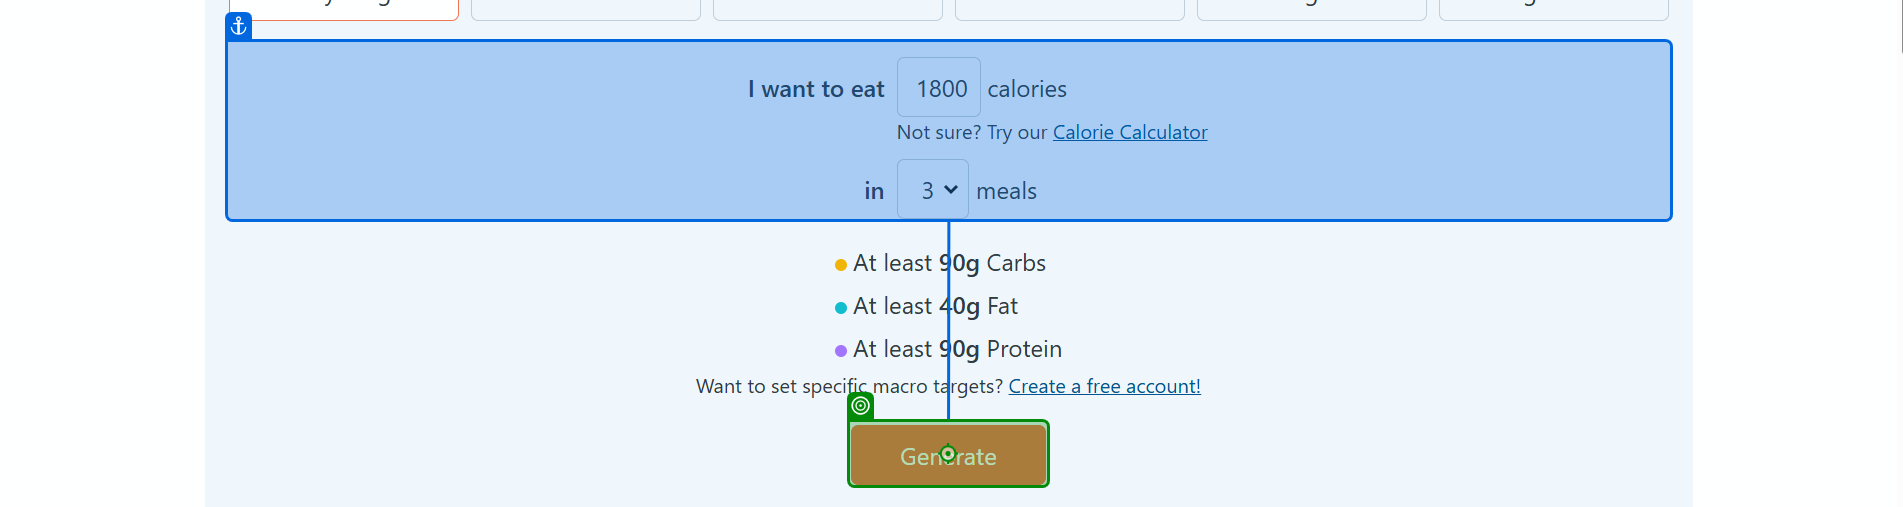 I want to eat 1800 calories
Not sure? Try our Calorie Calculator
in 3 meals
At least 90g Carbs
At least 40g Fat
At least 90g Protein
Want to set specific macro targets? Create a free account!
Generate